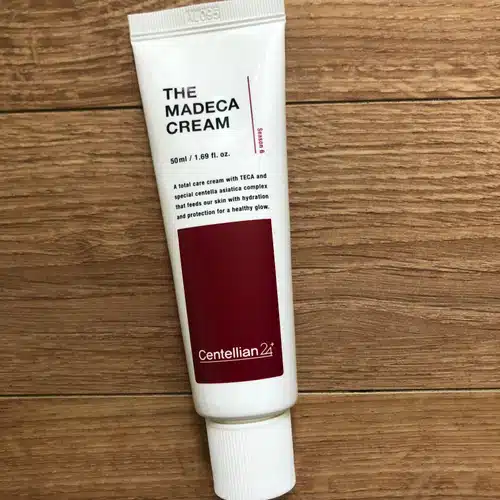 THE
MADECA
CREAM
Season 6
50ml / 1.69 fl. oz.
A total care cream with TECA and
special centella asiatica complex
that feeds our skin with hydration
and protection for a healthy glow.
Centellian24+